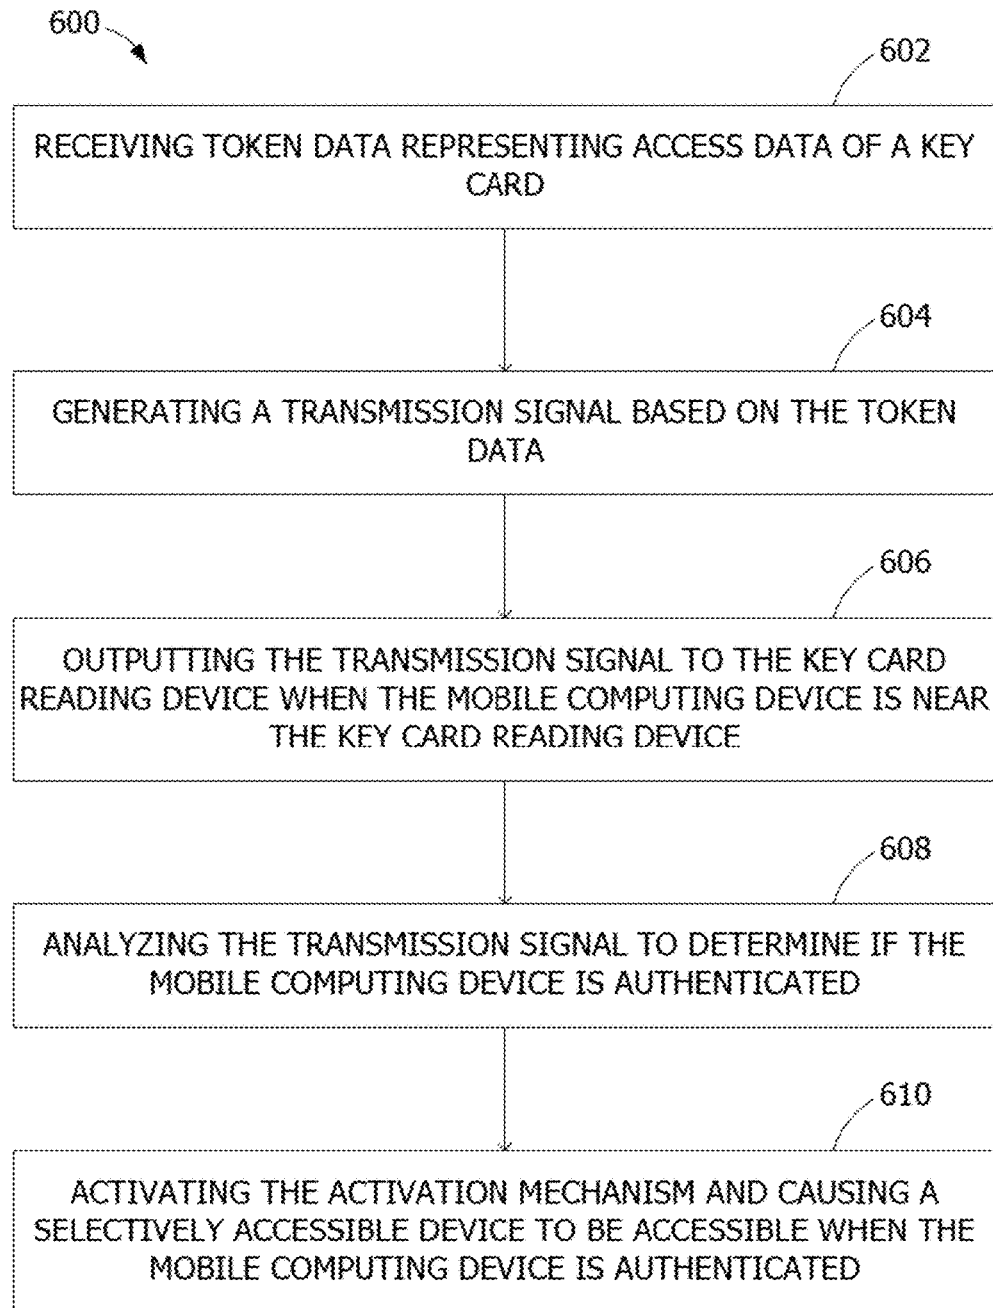 600
602
RECEIVING TOKEN DATA REPRESENTING ACCESS DATA OF A KEY
CARD
604
GENERATING A TRANSMISSION SIGNAL BASED ON THE TOKEN
DATA
606
OUTPUTTING THE TRANSMISSION SIGNAL TO THE KEY CARD
READING DEVICE WHEN THE MOBILE COMPUTING DEVICE IS NEAR
THE KEY CARD READING DEVICE
608
ANALYZING THE TRANSMISSION SIGNAL TO DETERMINE IF THE
MOBILE COMPUTING DEVICE IS AUTHENTICATED
610
ACTIVATING THE ACTIVATION MECHANISM AND CAUSING A
SELECTIVELY ACCESSIBLE DEVICE TO BE ACCESSIBLE WHEN THE
MOBILE COMPUTING DEVICE IS AUTHENTICATED